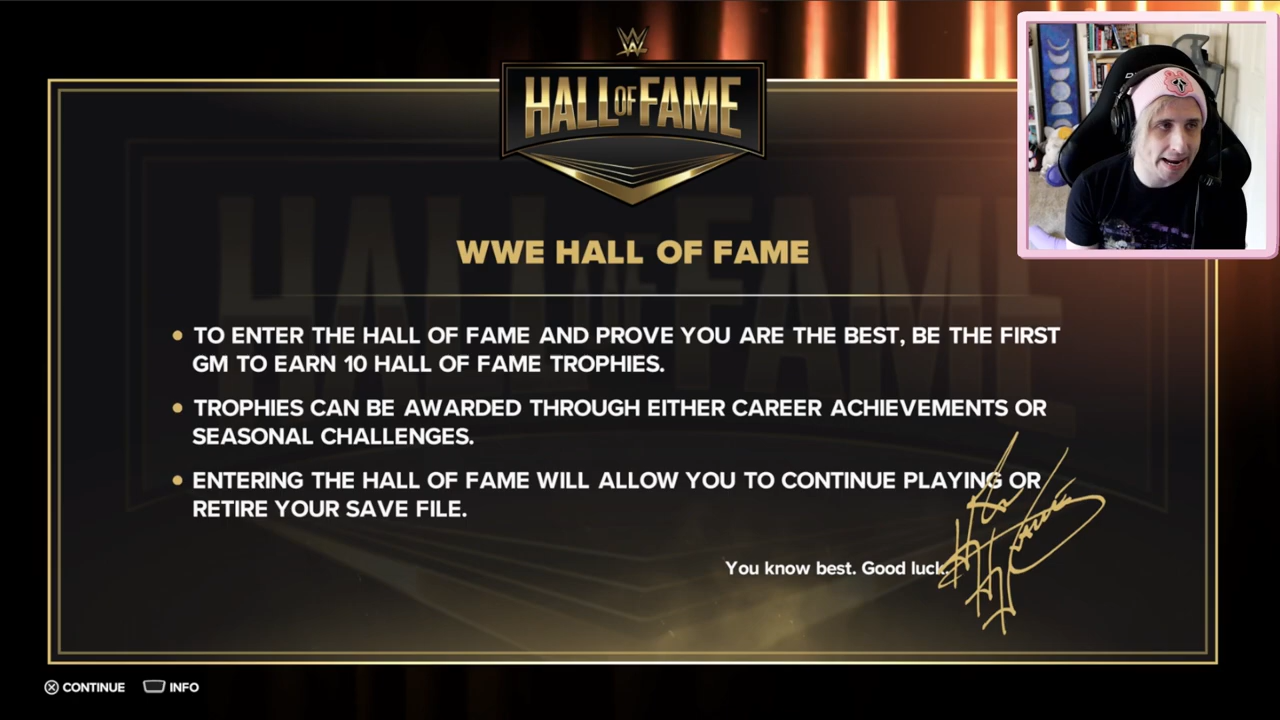 HALL OF FAME
WWE HALL OF FAME
• TO ENTER THE HALL OF FAME AND PROVE YOU ARE THE BEST, BE THE FIRST
GM TO EARN 10 HALL OF FAME TROPHIES.
• TROPHIES CAN BE AWARDED THROUGH EITHER CAREER ACHIEVEMENTS OR
SEASONAL CHALLENGES.
• ENTERING THE HALL OF FAME WILL ALLOW YOU TO CONTINUE PLAYING OR
RETIRE YOUR SAVE FILE.
You know best. Good luck.
CONTINUE INFO